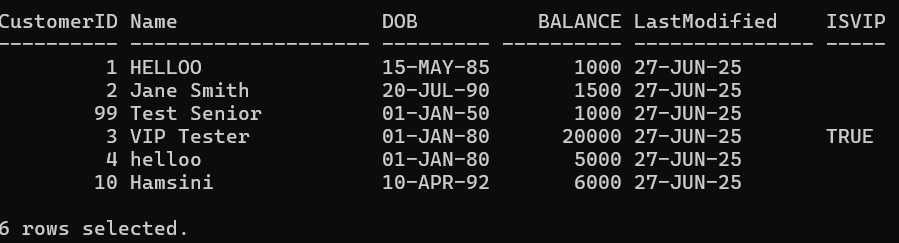 CustomerID Name                 DOB          BALANCE LastModified    ISVIP
---------- -------------------- --------- ---------- --------------- -----
         1 HELLOO               15-MAY-85       1000 27-JUN-25
         2 Jane Smith           20-JUL-90       1500 27-JUN-25
        99 Test Senior          01-JAN-50       1000 27-JUN-25
         3 VIP Tester           01-JAN-80      20000 27-JUN-25       TRUE
         4 helloo               01-JAN-80       5000 27-JUN-25
        10 Hamsini              10-APR-92       6000 27-JUN-25
6 rows selected.